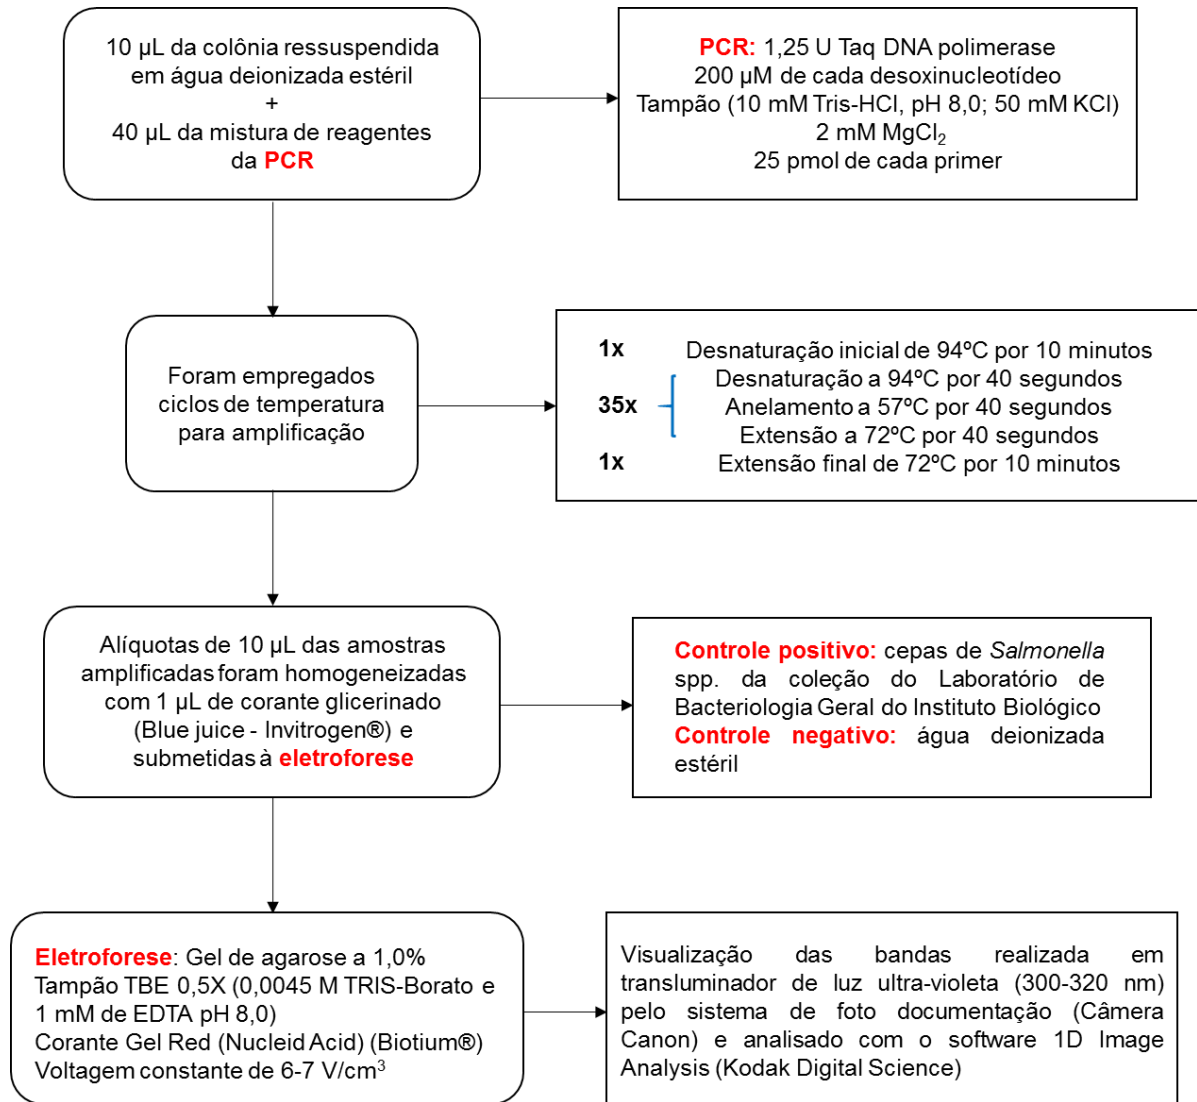 10 µL da colônia ressuspendida
em água deionizada estéril
+
40 µL da mistura de reagentes
da PCR
PCR: 1,25 U Taq DNA polimerase
200 µM de cada desoxinucleotídeo
Tampão (10 mM Tris-HCl, pH 8,0; 50 mM KCl)
2 mM MgCl₂
25 pmol de cada primer
Foram empregados
ciclos de temperatura
para amplificação
1x Desnaturação inicial de 94ºC por 10 minutos
Desnaturação a 94ºC por 40 segundos
35x Anelamento a 57ºC por 40 segundos
Extensão a 72ºC por 40 segundos
1x Extensão final de 72ºC por 10 minutos
Alíquotas de 10 µL das amostras
amplificadas foram homogeneizadas
com 1 µL de corante glicerinado
(Blue juice - Invitrogen®) e
submetidas à eletroforese
Controle positivo: cepas de Salmonella
spp. da coleção do Laboratório de
Bacteriologia Geral do Instituto Biológico
Controle negativo: água deionizada
estéril
Eletroforese: Gel de agarose a 1,0%
Tampão TBE 0,5X (0,0045 M TRIS-Borato e
1 mM de EDTA pH 8,0)
Corante Gel Red (Nucleid Acid) (Biotium®)
Voltagem constante de 6-7 V/cm³
Visualização das bandas realizada em
transluminador de luz ultra-violeta (300-320 nm)
pelo sistema de foto documentação (Câmera
Canon) e analisado com o software 1D Image
Analysis (Kodak Digital Science)